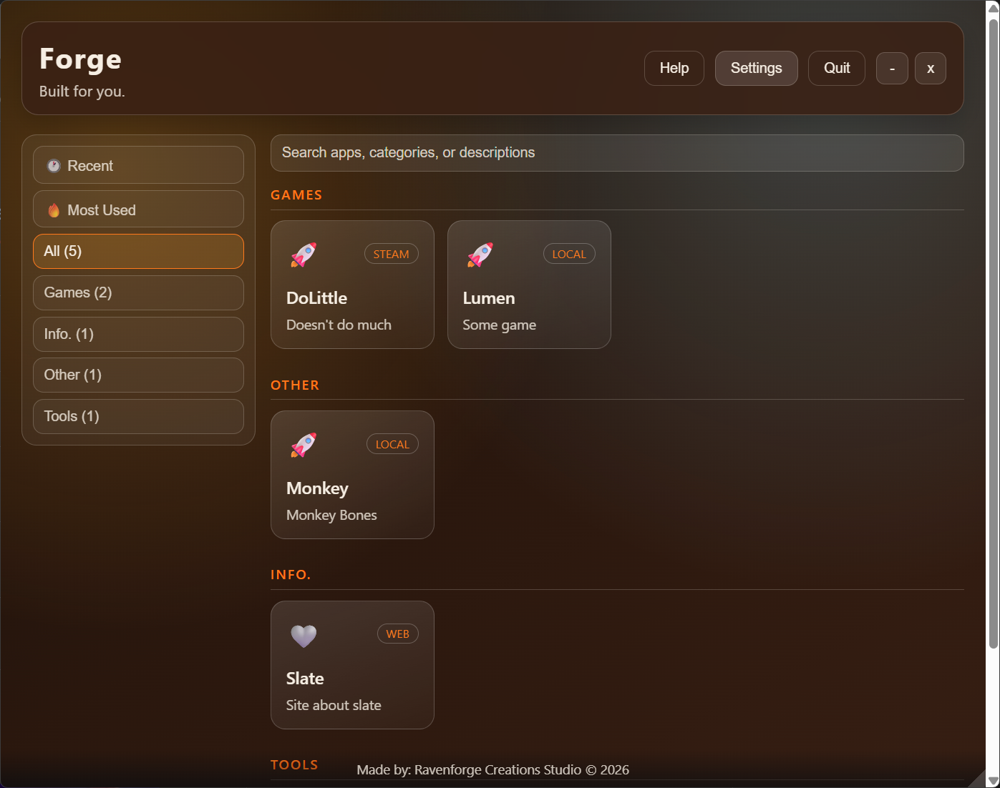 Forge
Built for you.
Help
Settings
Quit
-
x
Recent
Most Used
All (5)
Games (2)
Info. (1)
Other (1)
Tools (1)
Search apps, categories, or descriptions
GAMES
STEAM
DoLittle
Doesn't do much
LOCAL
Lumen
Some game
OTHER
LOCAL
Monkey
Monkey Bones
INFO.
WEB
Slate
Site about slate
TOOLS
Made by: Ravenforge Creations Studio © 2026